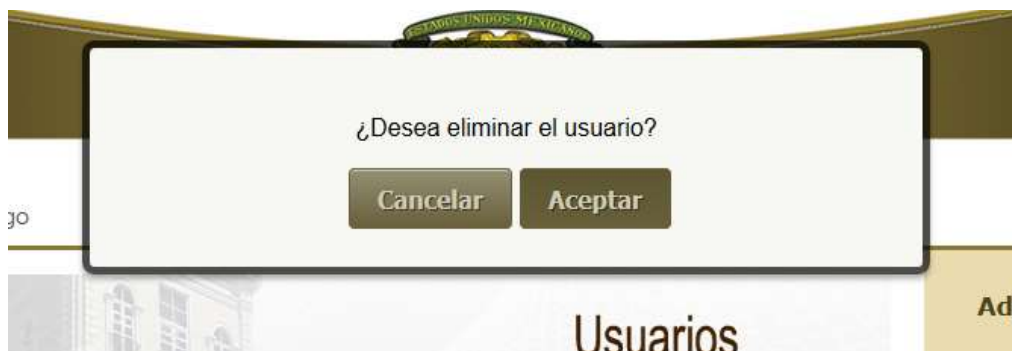 ESTADOS UNIDOS MEXICANOS
¿Desea eliminar el usuario?
Cancelar Aceptar
go
Ad
Usuarios